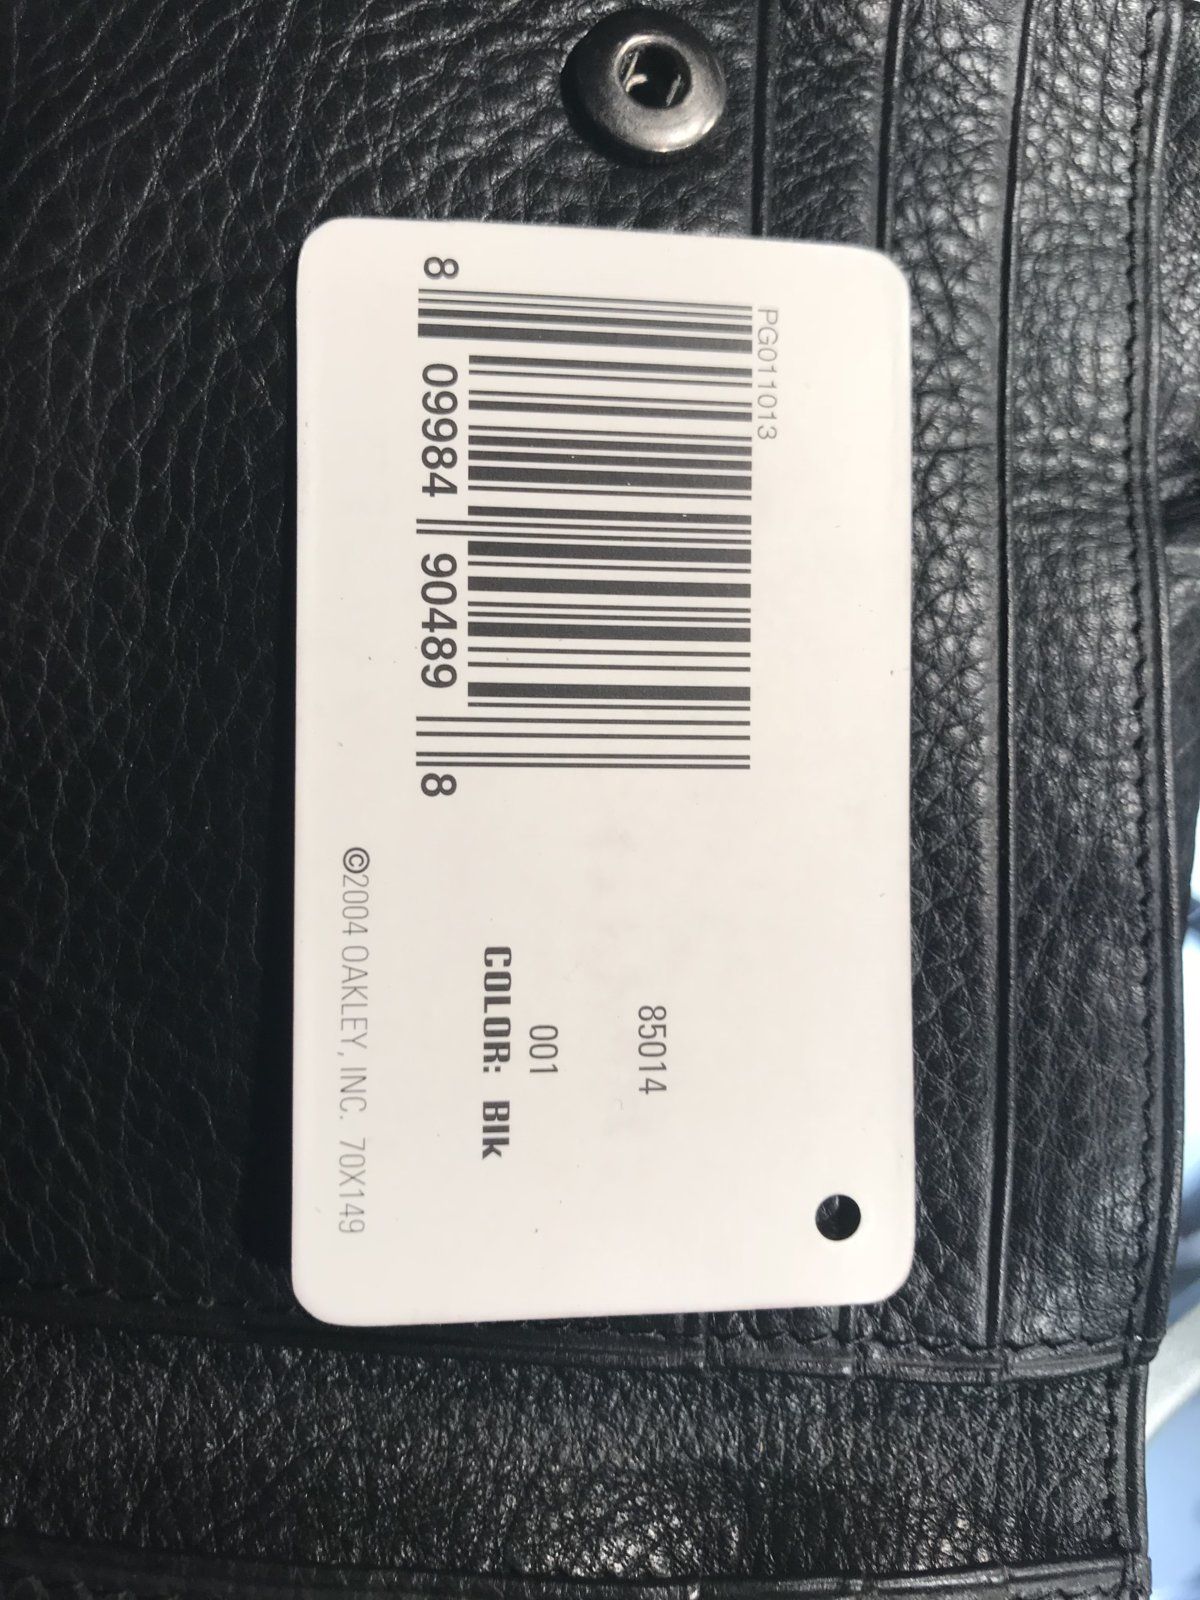 PG011013
8 09984 90489 8
85014
001
COLOR: Blk
©2004 OAKLEY, INC. 70X149